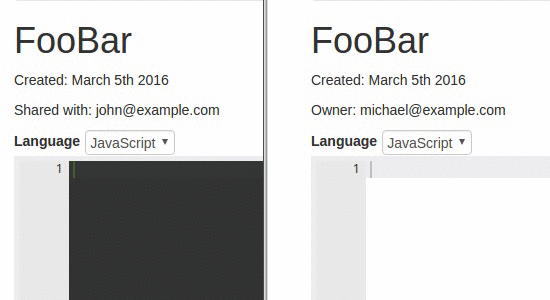 FooBar
Created: March 5th 2016
Shared with: john@example.com
Language JavaScript
1
FooBar
Created: March 5th 2016
Owner: michael@example.com
Language JavaScript
1